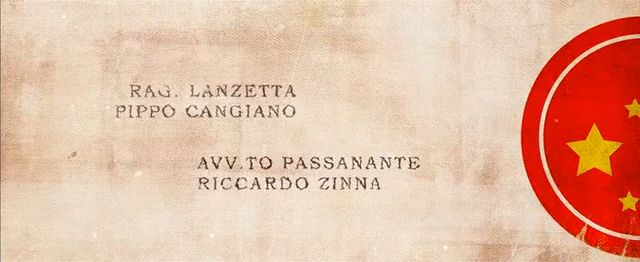 RAG. LANZETTA
PIPPO CANGIANO
AVV.TO PASSANANTE
RICCARDO ZINNA